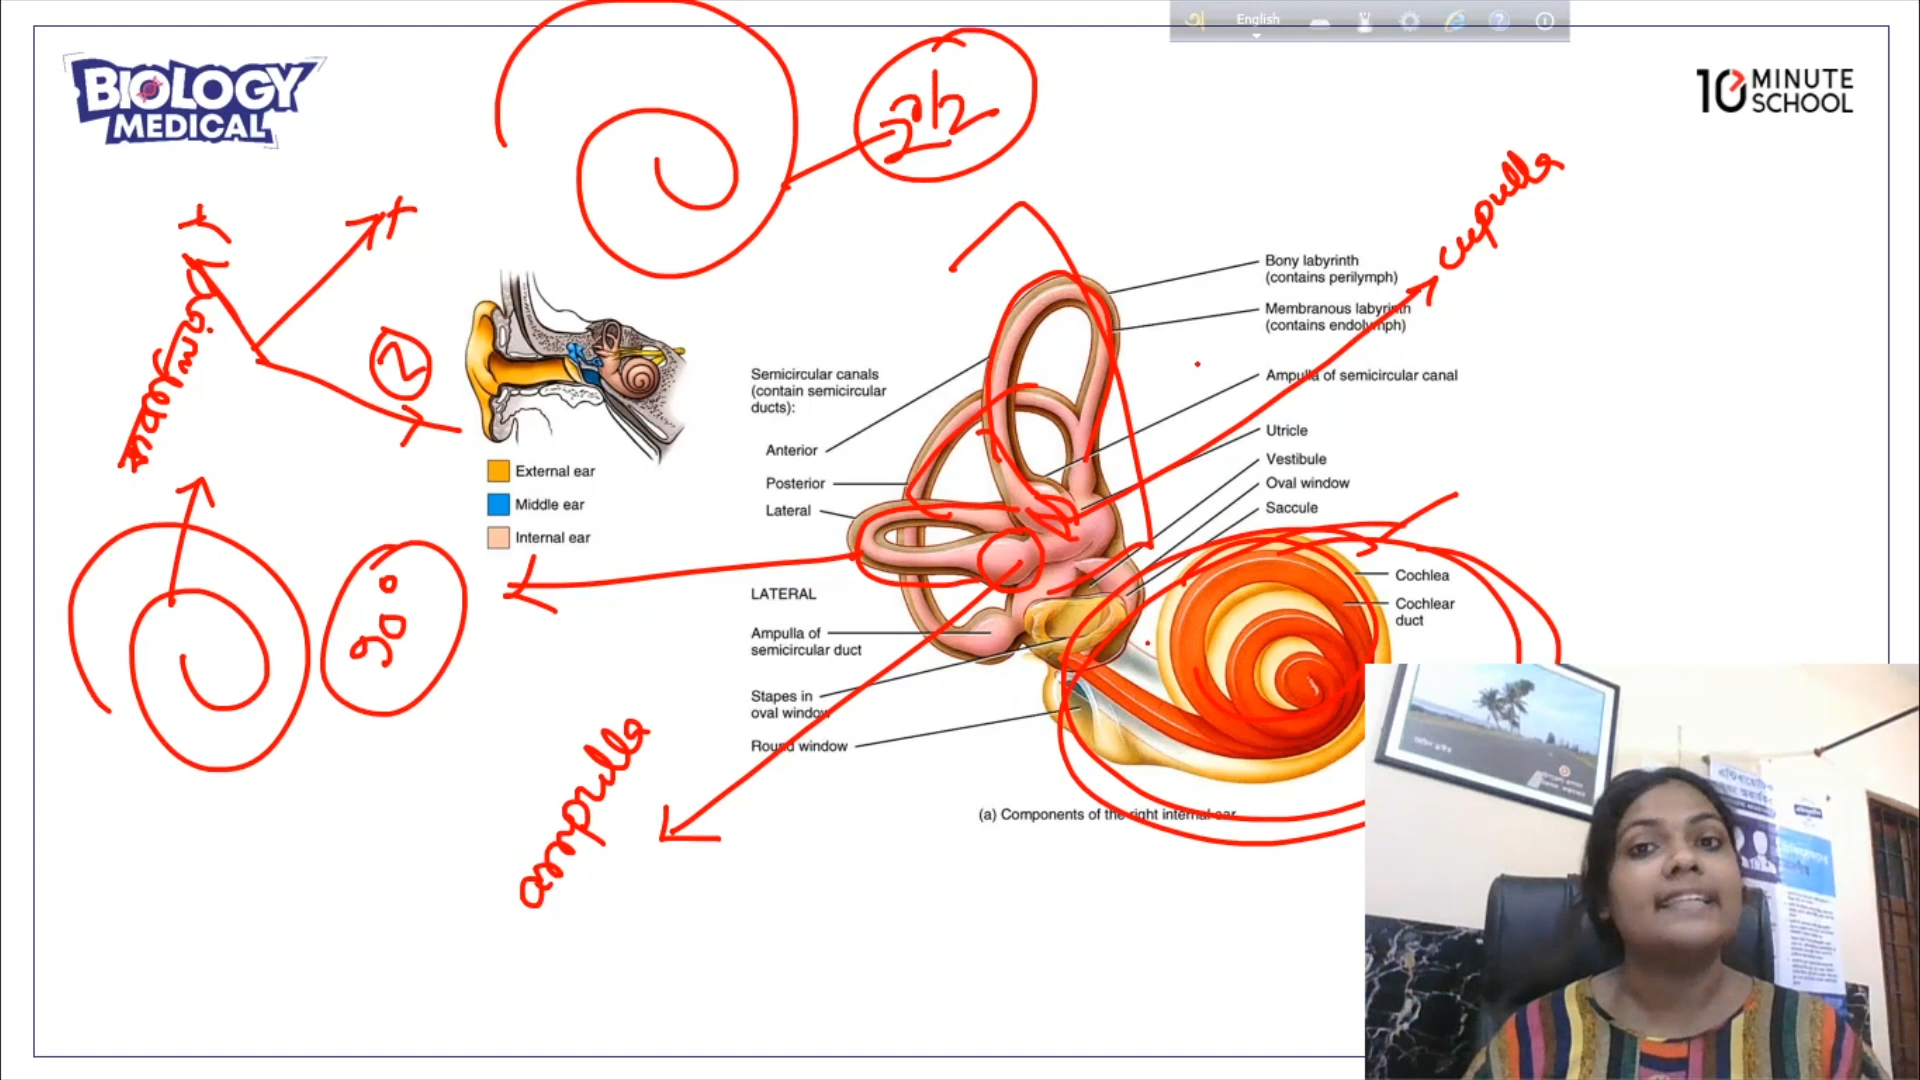 English
BIOLOGY
MEDICAL
10 MINUTE
SCHOOL
cupulla
Bony labyrinth
(contains perilymph)
Membranous labyrinth
(contains endolymph)
Semicircular canals
(contain semicircular
ducts):
Ampulla of semicircular canal
Anterior
Utricle
Vestibule
Posterior
Oval window
Lateral
Saccule
External ear
Middle ear
Internal ear
Cochlea
Cochlear
duct
LATERAL
Ampulla of
semicircular duct
Stapes in
oval window
Round window
90°
2
ampulla
(a) Components of the right internal ear